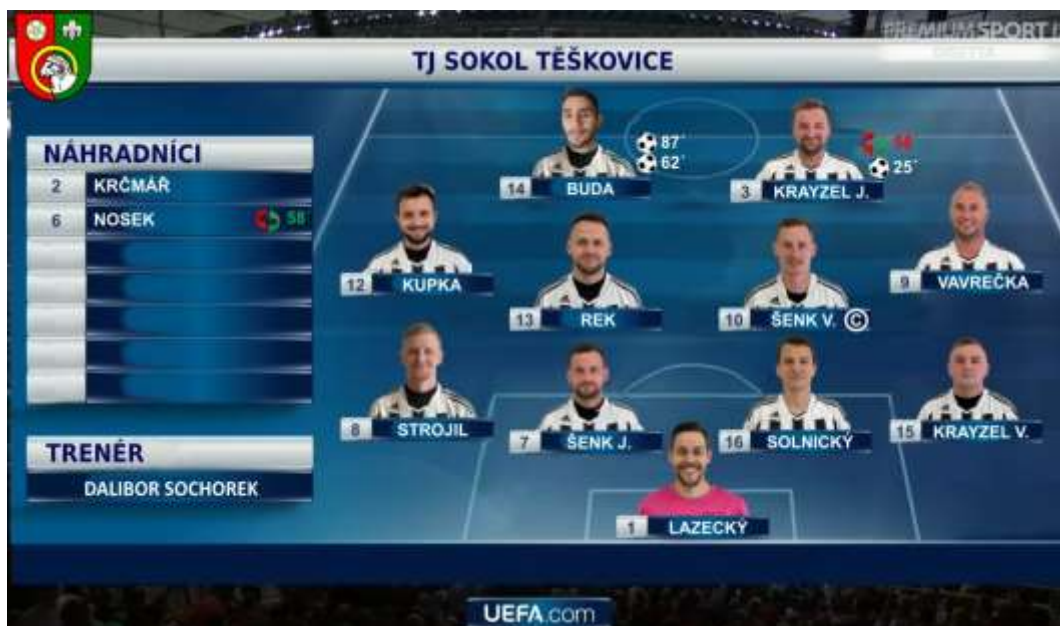 PREMIUM SPORT
TJ SOKOL TĚŠKOVICE
NÁHRADNÍCI
2 KRČMÁŘ
6 NOSEK 58
TRENÉR
DALIBOR SOCHOREK
87´
62´
14 BUDA
58
25´
3 KRAYZEL J.
12 KUPKA
13 REK
10 ŠENK V. C
9 VAVREČKA
8 STROJIL
7 ŠENK J.
16 SOLNICKÝ
15 KRAYZEL V.
1 LAZECKÝ
UEFA.com